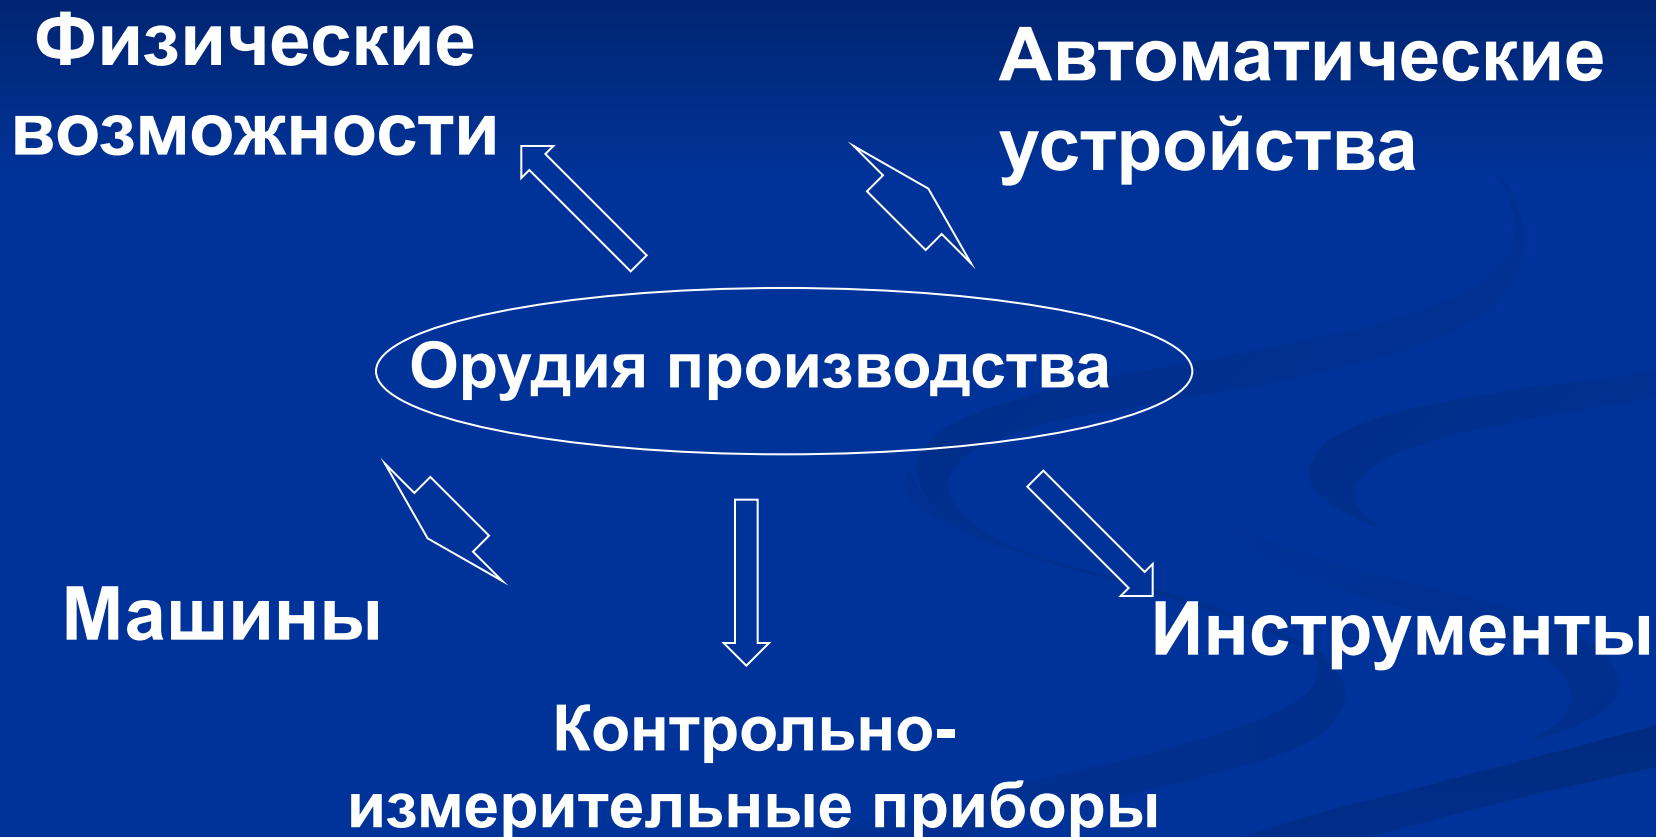 Физические
возможности
Автоматические
устройства
Орудия производства
Машины
Инструменты
Контрольно-
измерительные приборы